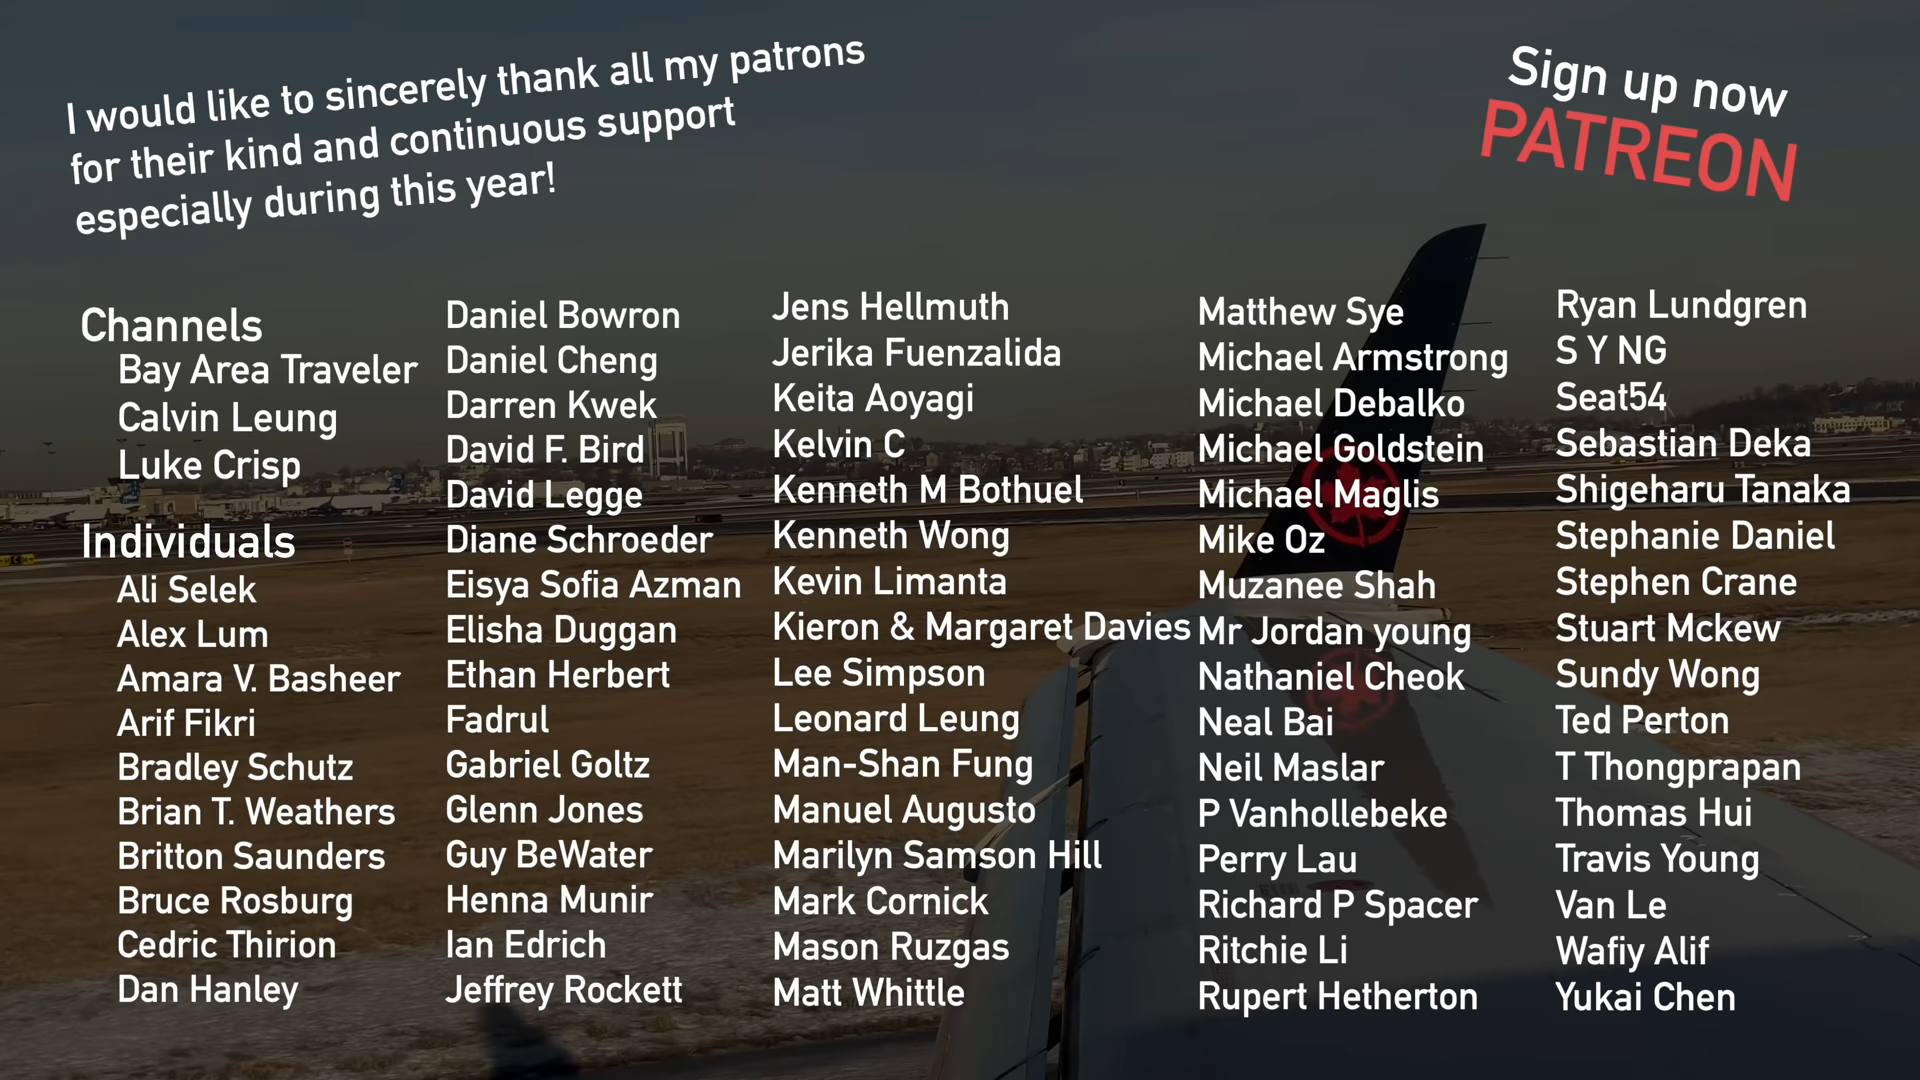 I would like to sincerely thank all my patrons
for their kind and continuous support
especially during this year!
Sign up now
PATREON
Channels
Bay Area Traveler
Calvin Leung
Luke Crisp
Individuals
Ali Selek
Alex Lum
Amara V. Basheer
Arif Fikri
Bradley Schutz
Brian T. Weathers
Britton Saunders
Bruce Rosburg
Cedric Thirion
Dan Hanley
Daniel Bowron
Daniel Cheng
Darren Kwek
David F. Bird
David Legge
Diane Schroeder
Eisya Sofia Azman
Elisha Duggan
Ethan Herbert
Fadrul
Gabriel Goltz
Glenn Jones
Guy BeWater
Henna Munir
Ian Edrich
Jeffrey Rockett
Jens Hellmuth
Jerika Fuenzalida
Keita Aoyagi
Kelvin C
Kenneth M Bothuel
Kenneth Wong
Kevin Limanta
Kieron & Margaret Davies
Lee Simpson
Leonard Leung
Man-Shan Fung
Manuel Augusto
Marilyn Samson Hill
Mark Cornick
Mason Ruzgas
Matt Whittle
Matthew Sye
Michael Armstrong
Michael Debalko
Michael Goldstein
Michael Maglis
Mike Oz
Muzanee Shah
Mr Jordan young
Nathaniel Cheok
Neal Bai
Neil Maslar
P Vanhollebeke
Perry Lau
Richard P Spacer
Ritchie Li
Rupert Hetherton
Ryan Lundgren
S Y NG
Seat54
Sebastian Deka
Shigeharu Tanaka
Stephanie Daniel
Stephen Crane
Stuart Mckew
Sundy Wong
Ted Perton
T Thongprapan
Thomas Hui
Travis Young
Van Le
Wafiy Alif
Yukai Chen